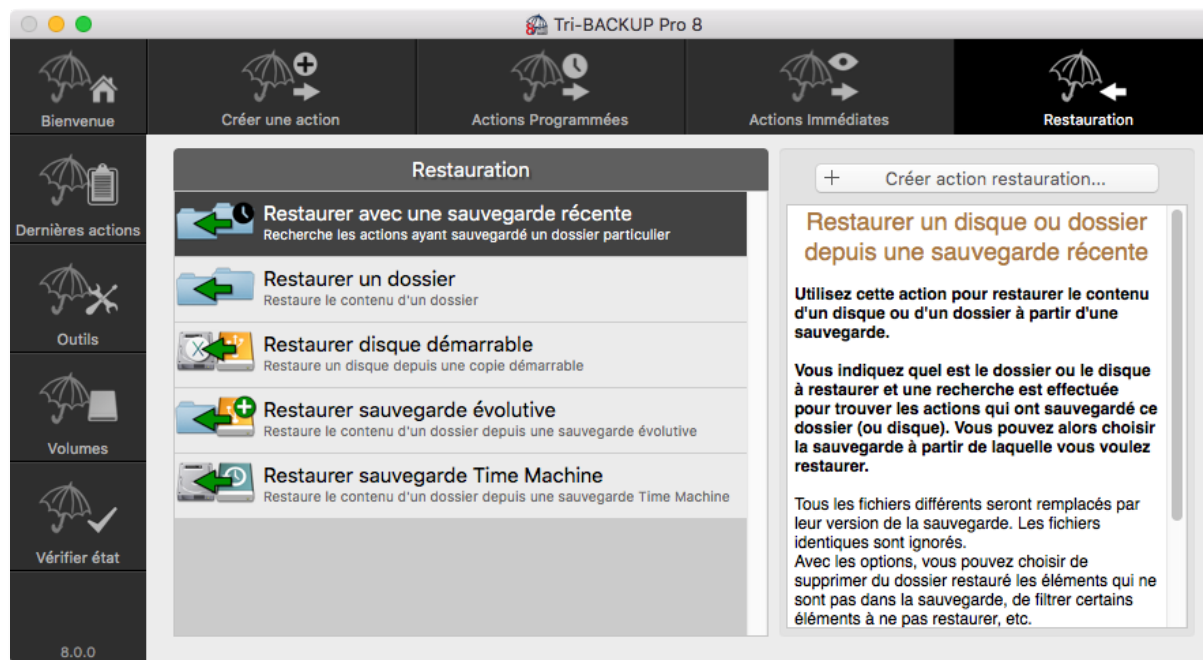 Tri-BACKUP Pro 8
Bienvenue
Créer une action
Actions Programmées
Actions Immédiates
Restauration
Dernières actions
Outils
Volumes
Vérifier état
8.0.0
Restauration
Restaurer avec une sauvegarde récente
Recherche les actions ayant sauvegardé un dossier particulier
Restaurer un dossier
Restaure le contenu d'un dossier
Restaurer disque démarrable
Restaure un disque depuis une copie démarrable
Restaurer sauvegarde évolutive
Restaure le contenu d'un dossier depuis une sauvegarde évolutive
Restaurer sauvegarde Time Machine
Restaure le contenu d'un dossier depuis une sauvegarde Time Machine
+ Créer action restauration...
Restaurer un disque ou dossier
depuis une sauvegarde récente
Utilisez cette action pour restaurer le contenu
d'un disque ou d'un dossier à partir d'une
sauvegarde.
Vous indiquez quel est le dossier ou le disque
à restaurer et une recherche est effectuée
pour trouver les actions qui ont sauvegardé ce
dossier (ou disque). Vous pouvez alors choisir
la sauvegarde à partir de laquelle vous voulez
restaurer.
Tous les fichiers différents seront remplacés par
leur version de la sauvegarde. Les fichiers
identiques sont ignorés.
Avec les options, vous pouvez choisir de
supprimer du dossier restauré les éléments qui ne
sont pas dans la sauvegarde, de filtrer certains
éléments à ne pas restaurer, etc.